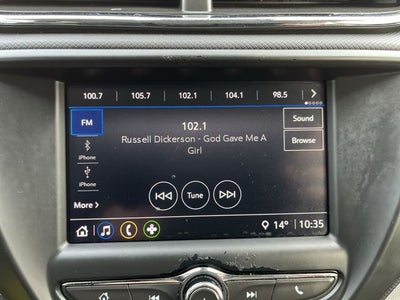 100.7 105.7 102.1 104.1 98.5
FM
102.1
Sound
Russell Dickerson - God Gave Me A
Girl
Browse
iPhone
iPhone
Tune
More
14° 10:35